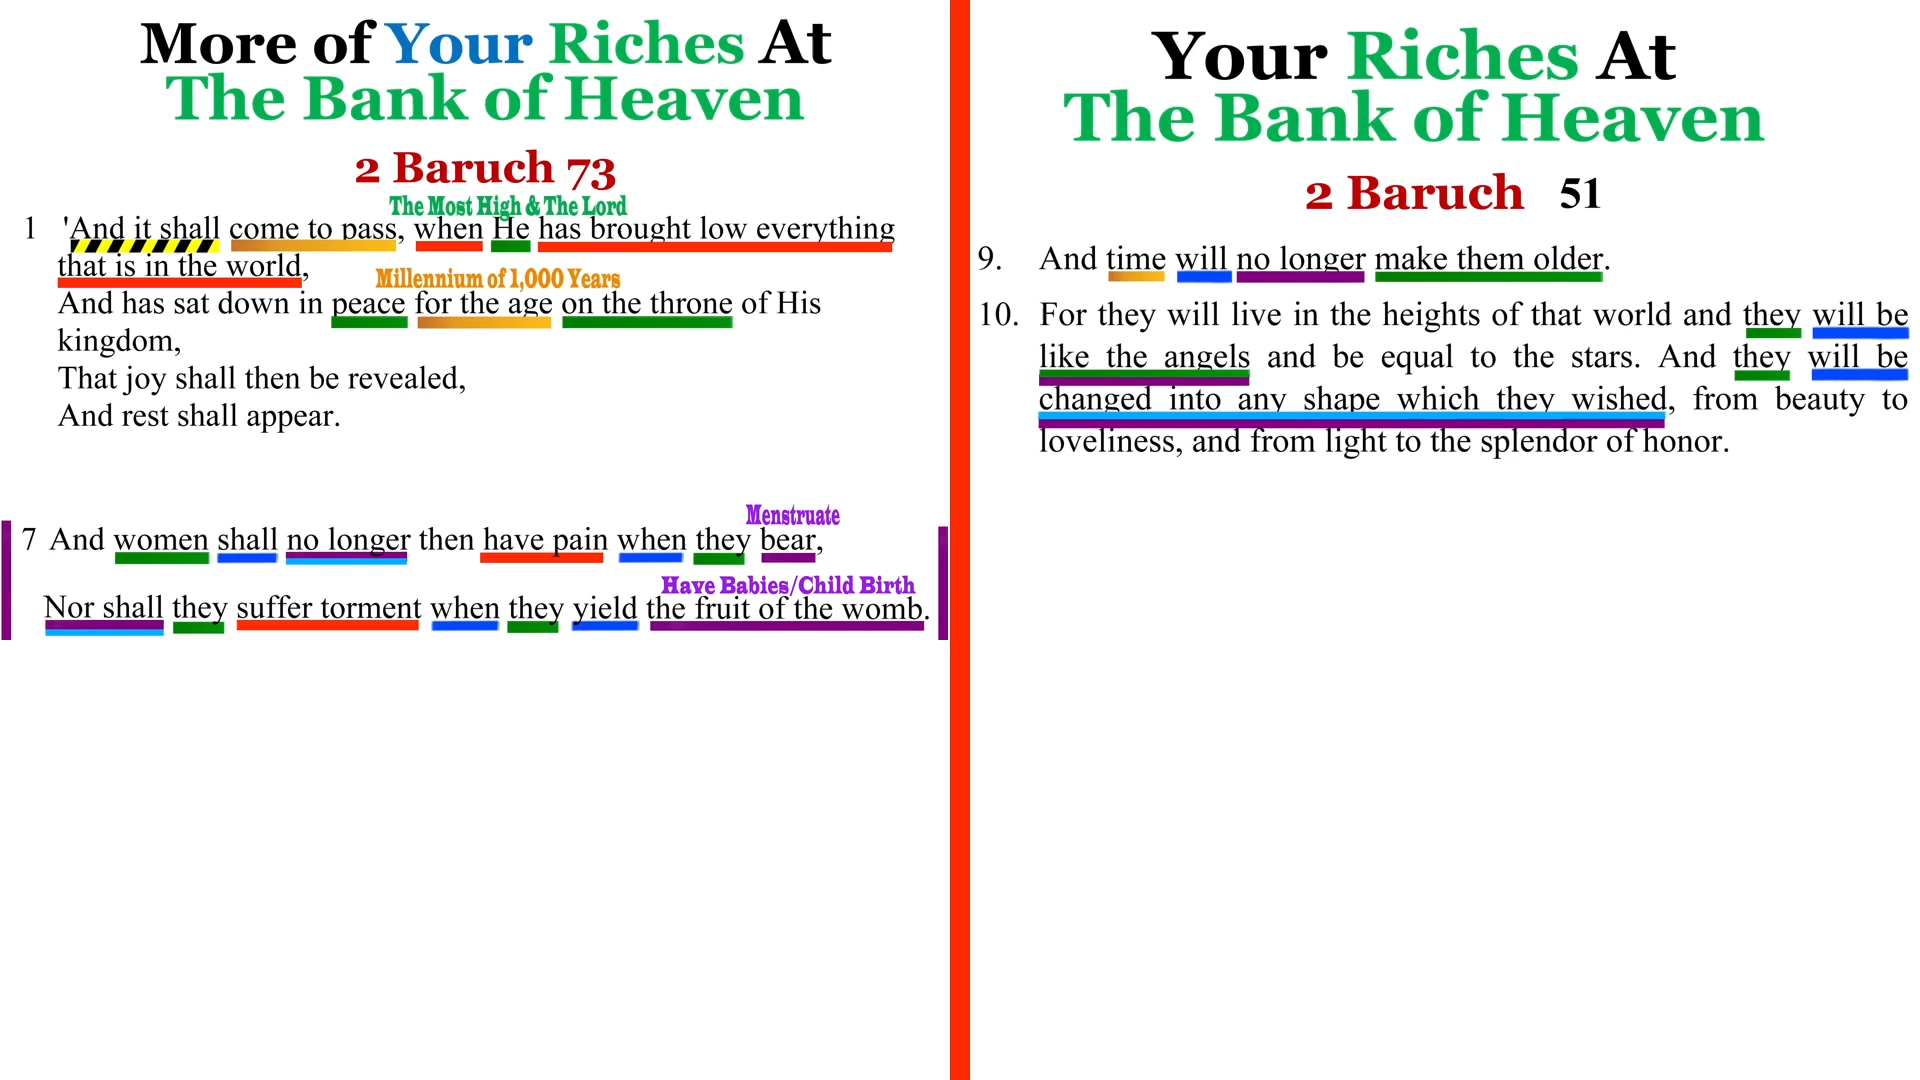 More of Your Riches At
The Bank of Heaven
2 Baruch 73
The Most High & The Lord
1 'And it shall come to pass, when He has brought low everything
that is in the world,
Millennium of 1,000 Years
And has sat down in peace for the age on the throne of His
kingdom,
That joy shall then be revealed,
And rest shall appear.
Menstruate
7 And women shall no longer then have pain when they bear,
Have Babies/Child Birth
Nor shall they suffer torment when they yield the fruit of the womb.
Your Riches At
The Bank of Heaven
2 Baruch 51
9. And time will no longer make them older.
10. For they will live in the heights of that world and they will be
like the angels and be equal to the stars. And they will be
changed into any shape which they wished, from beauty to
loveliness, and from light to the splendor of honor.